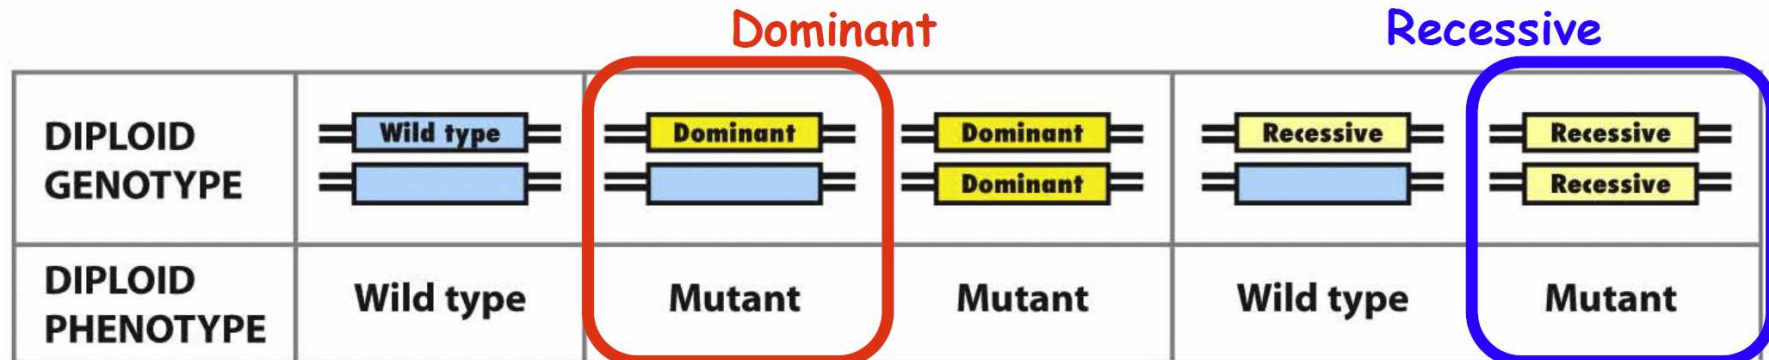 Dominant Recessive
DIPLOID
GENOTYPE
Wild type Dominant Dominant Recessive Recessive
Dominant Recessive
DIPLOID
PHENOTYPE
Wild type Mutant Mutant Wild type Mutant